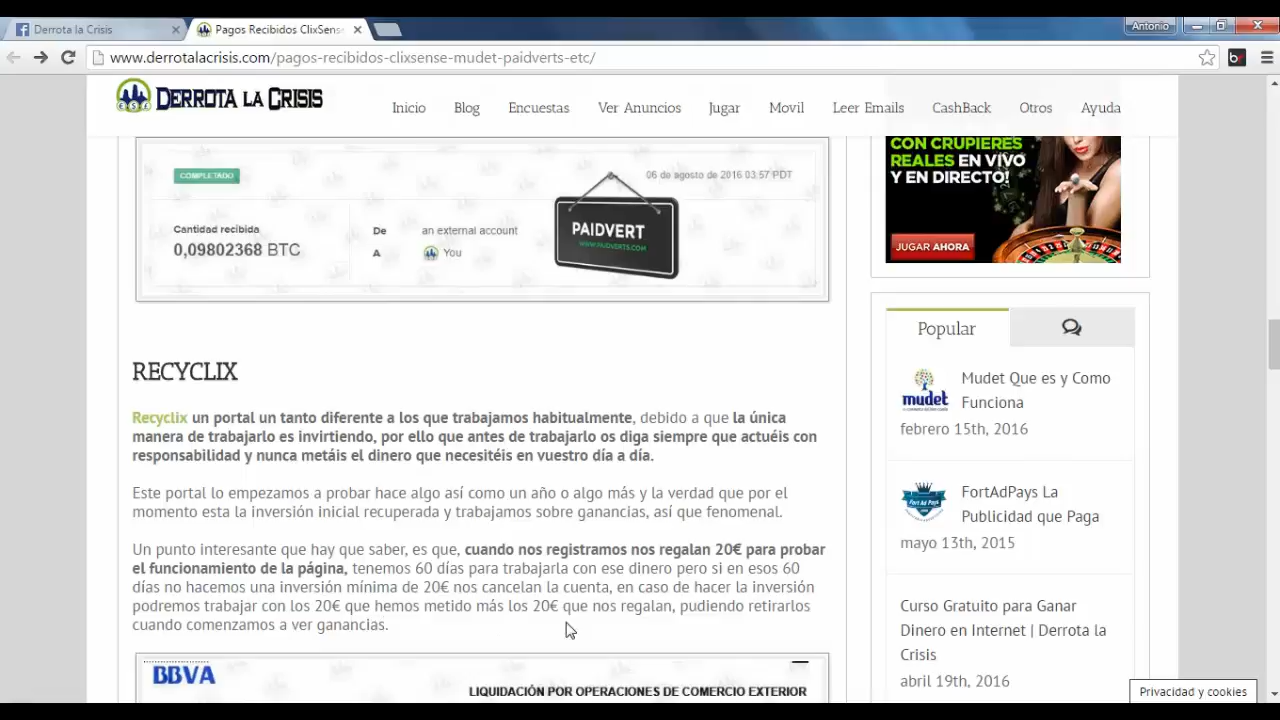 Derrota la Crisis
Pagos Recibidos ClixSens
Antonio
www.derrotalacrisis.com/pagos-recibidos-clixsense-mudet-paidverts-etc/
DERROTA LA CRISIS
Inicio Blog Encuestas Ver Anuncios Jugar Movil Leer Emails CashBack Otros Ayuda
COMPLETADO
06 de agosto de 2016 03:57 PDT
Cantidad recibida
0,09802368 BTC
De an external account
A You
PAIDVERT
WWW.PAIDVERTS.COM
RECYCLIX
Recyclix un portal un tanto diferente a los que trabajamos habitualmente, debido a que la única
manera de trabajarlo es invirtiendo, por ello que antes de trabajarlo os diga siempre que actuéis con
responsabilidad y nunca metáis el dinero que necesitéis en vuestro día a día.
Este portal lo empezamos a probar hace algo así como un año o algo más y la verdad que por el
momento esta la inversión inicial recuperada y trabajamos sobre ganancias, así que fenomenal.
Un punto interesante que hay que saber, es que, cuando nos registramos nos regalan 20€ para probar
el funcionamiento de la página, tenemos 60 días para trabajarla con ese dinero pero si en esos 60
días no hacemos una inversión mínima de 20€ nos cancelan la cuenta, en caso de hacer la inversión
podremos trabajar con los 20€ que hemos metido más los 20€ que nos regalan, pudiendo retirarlos
cuando comenzamos a ver ganancias.
BBVA
LIQUIDACIÓN POR OPERACIONES DE COMERCIO EXTERIOR
CON CRUPIERES
REALES EN VIVO
Y EN DIRECTO!
JUGAR AHORA
Popular
mudet
Mudet Que es y Como
Funciona
febrero 15th, 2016
Fort Ad Pays
FortAdPays La
Publicidad que Paga
mayo 13th, 2015
Curso Gratuito para Ganar
Dinero en Internet | Derrota la
Crisis
abril 19th, 2016
Privacidad y cookies